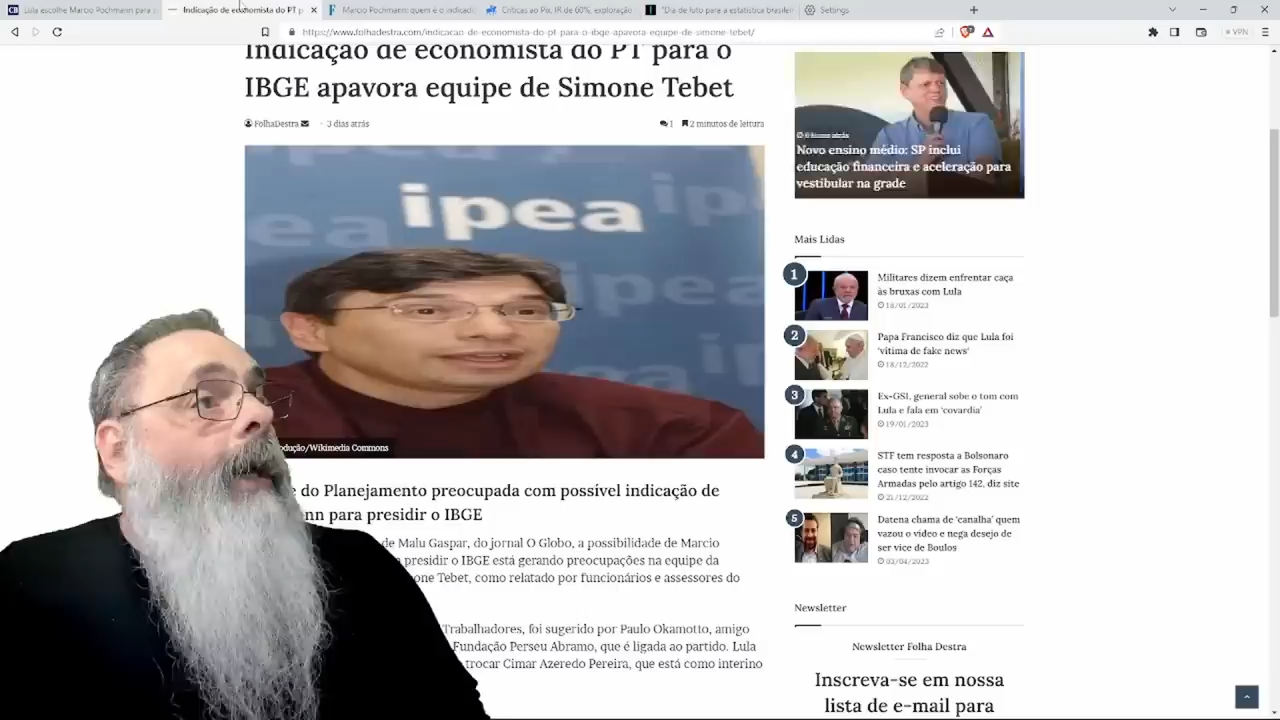 Lula escolhe Marcio Pochmann para
Indicação de economista do PT p
Marcio Pochmann: quem é o indicad
Críticas ao Pix, IR de 60%, exploração
"Dia de luto para a estatística brasilei
Settings
https://www.folhadestra.com/indicacao-de-economista-do-pt-para-o-ibge-apavora-equipe-de-simone-tebet/
VPN
Indicação de economista do PT para o
IBGE apavora equipe de Simone Tebet
FolhaDestra
3 dias atrás
1
2 minutos de leitura
ipea
Wikimedia Commons
do Planejamento preocupada com possível indicação de
para presidir o IBGE
de Malu Gaspar, do jornal O Globo, a possibilidade de Marcio
presidir o IBGE está gerando preocupações na equipe da
Tebet, como relatado por funcionários e assessores do
Trabalhadores, foi sugerido por Paulo Okamotto, amigo
Fundação Perseu Abramo, que é ligada ao partido. Lula
trocar Cimar Azeredo Pereira, que está como interino
Novo ensino médio: SP inclui
educação financeira e aceleração para
vestibular na grade
Mais Lidas
1
Militares dizem enfrentar caça
às bruxas com Lula
18/01/2023
2
Papa Francisco diz que Lula foi
'vítima de fake news'
18/12/2022
3
Ex-GSI, general sobe o tom com
Lula e fala em 'covardia'
19/01/2023
4
STF tem resposta a Bolsonaro
caso tente invocar as Forças
Armadas pelo artigo 142, diz site
21/12/2022
5
Datena chama de 'canalha' quem
vazou o vídeo e nega desejo de
ser vice de Boulos
03/04/2023
Newsletter
Newsletter Folha Destra
Inscreva-se em nossa
lista de e-mail para